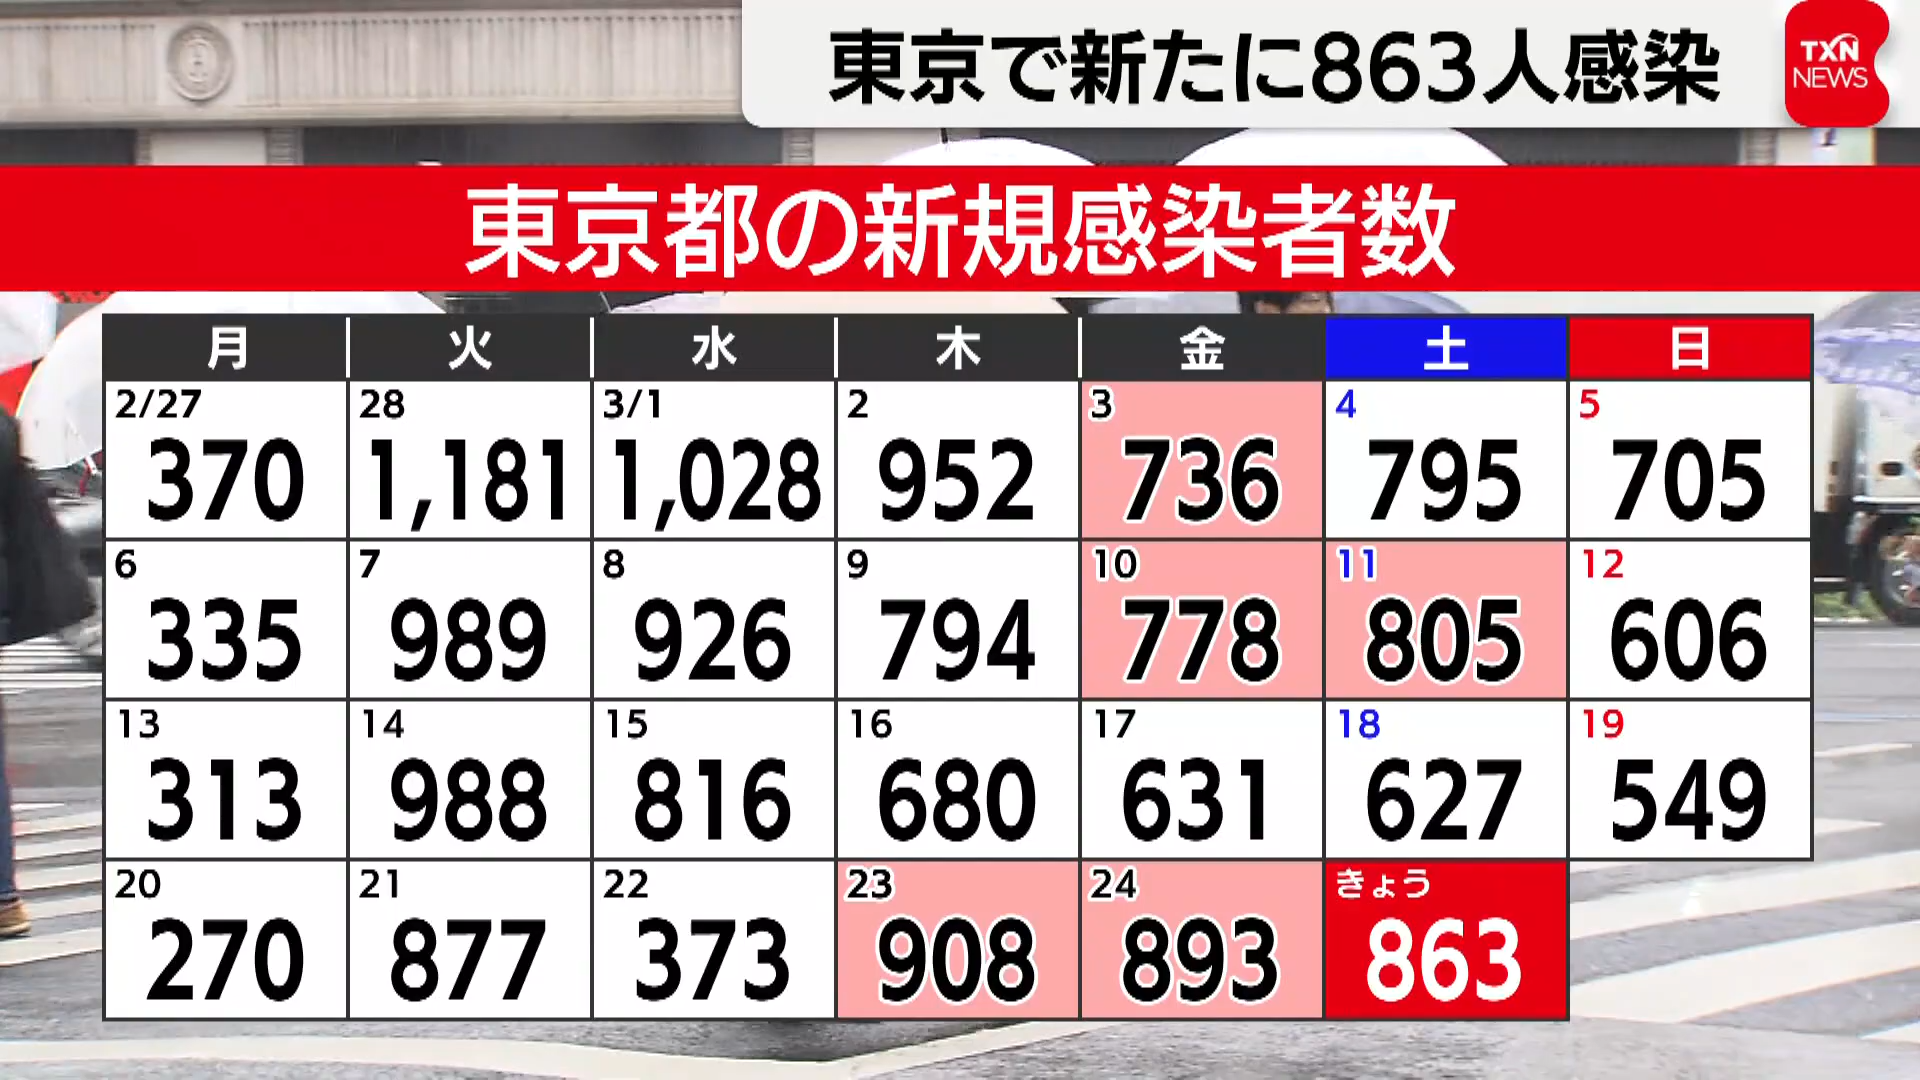 東京で新たに863人感染
TXN
NEWS
東京都の新規感染者数
月 火 水 木 金 土 日
2/27 28 3/1 2 3 4 5
370 1,181 1,028 952 736 795 705
6 7 8 9 10 11 12
335 989 926 794 778 805 606
13 14 15 16 17 18 19
313 988 816 680 631 627 549
20 21 22 23 24 きょう
270 877 373 908 893 863